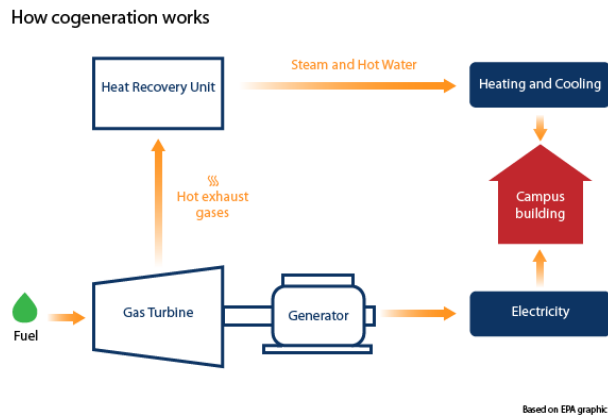 How cogeneration works
Steam and Hot Water
Heat Recovery Unit
Heating and Cooling
Hot exhaust
gases
Campus
building
Fuel
Gas Turbine
Generator
Electricity
Based on EPA graphic